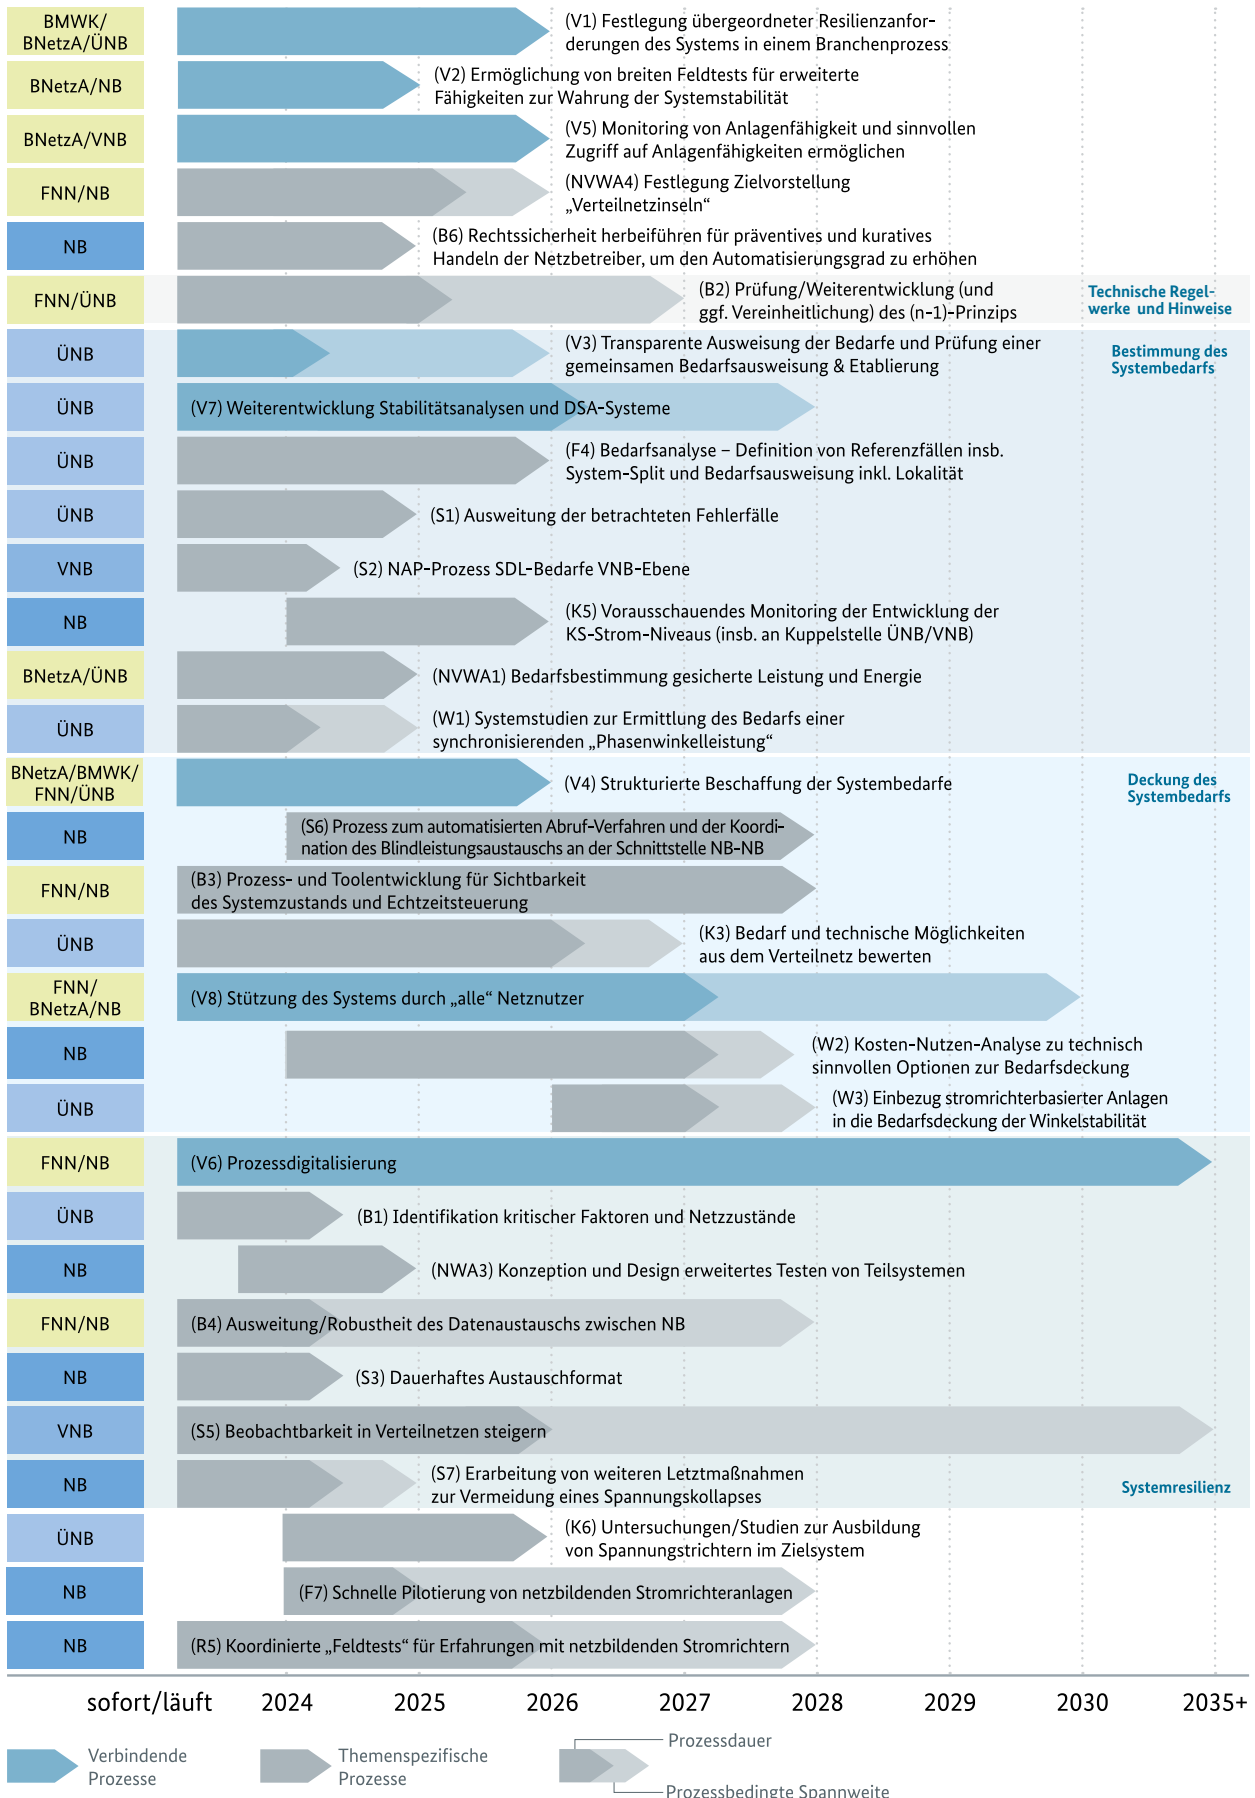 BMWK/
BNetzA/ÜNB
(V1) Festlegung übergeordneter Resilienzanfor-
derungen des Systems in einem Branchenprozess
BNetzA/NB
(V2) Ermöglichung von breiten Feldtests für erweiterte
Fähigkeiten zur Wahrung der Systemstabilität
BNetzA/VNB
(V5) Monitoring von Anlagenfähigkeit und sinnvollen
Zugriff auf Anlagenfähigkeiten ermöglichen
FNN/NB
(NVWA4) Festlegung Zielvorstellung
„Verteilnetzinseln“
NB
(B6) Rechtssicherheit herbeiführen für präventives und kuratives
Handeln der Netzbetreiber, um den Automatisierungsgrad zu erhöhen
FNN/ÜNB
(B2) Prüfung/Weiterentwicklung (und
ggf. Vereinheitlichung) des (n-1)-Prinzips
Technische Regel-
werke und Hinweise
ÜNB
(V3) Transparente Ausweisung der Bedarfe und Prüfung einer
gemeinsamen Bedarfsausweisung & Etablierung
Bestimmung des
Systembedarfs
ÜNB
(V7) Weiterentwicklung Stabilitätsanalysen und DSA-Systeme
ÜNB
(F4) Bedarfsanalyse – Definition von Referenzfällen insb.
System-Split und Bedarfsausweisung inkl. Lokalität
ÜNB
(S1) Ausweitung der betrachteten Fehlerfälle
VNB
(S2) NAP-Prozess SDL-Bedarfe VNB-Ebene
NB
(K5) Vorausschauendes Monitoring der Entwicklung der
KS-Strom-Niveaus (insb. an Kuppelstelle ÜNB/VNB)
BNetzA/ÜNB
(NVWA1) Bedarfsbestimmung gesicherte Leistung und Energie
ÜNB
(W1) Systemstudien zur Ermittlung des Bedarfs einer
synchronisierenden „Phasenwinkelleistung“
BNetzA/BMWK/
FNN/ÜNB
(V4) Strukturierte Beschaffung der Systembedarfe
Deckung des
Systembedarfs
NB
(S6) Prozess zum automatisierten Abruf-Verfahren und der Koordi-
nation des Blindleistungsaustauschs an der Schnittstelle NB-NB
FNN/NB
(B3) Prozess- und Toolentwicklung für Sichtbarkeit
des Systemzustands und Echtzeitsteuerung
ÜNB
(K3) Bedarf und technische Möglichkeiten
aus dem Verteilnetz bewerten
FNN/
BNetzA/NB
(V8) Stützung des Systems durch „alle“ Netznutzer
NB
(W2) Kosten-Nutzen-Analyse zu technisch
sinnvollen Optionen zur Bedarfsdeckung
ÜNB
(W3) Einbezug stromrichterbasierter Anlagen
in die Bedarfsdeckung der Winkelstabilität
FNN/NB
(V6) Prozessdigitalisierung
ÜNB
(B1) Identifikation kritischer Faktoren und Netzzustände
NB
(NWA3) Konzeption und Design erweitertes Testen von Teilsystemen
FNN/NB
(B4) Ausweitung/Robustheit des Datenaustauschs zwischen NB
NB
(S3) Dauerhaftes Austauschformat
VNB
(S5) Beobachtbarkeit in Verteilnetzen steigern
NB
(S7) Erarbeitung von weiteren Letztmaßnahmen
zur Vermeidung eines Spannungskollapses
Systemresilienz
ÜNB
(K6) Untersuchungen/Studien zur Ausbildung
von Spannungstrichtern im Zielsystem
NB
(F7) Schnelle Pilotierung von netzbildenden Stromrichteranlagen
NB
(R5) Koordinierte „Feldtests“ für Erfahrungen mit netzbildenden Stromrichtern
sofort/läuft 2024 2025 2026 2027 2028 2029 2030 2035+
Verbindende
Prozesse
Themenspezifische
Prozesse
Prozessdauer
Prozessbedingte Spannweite